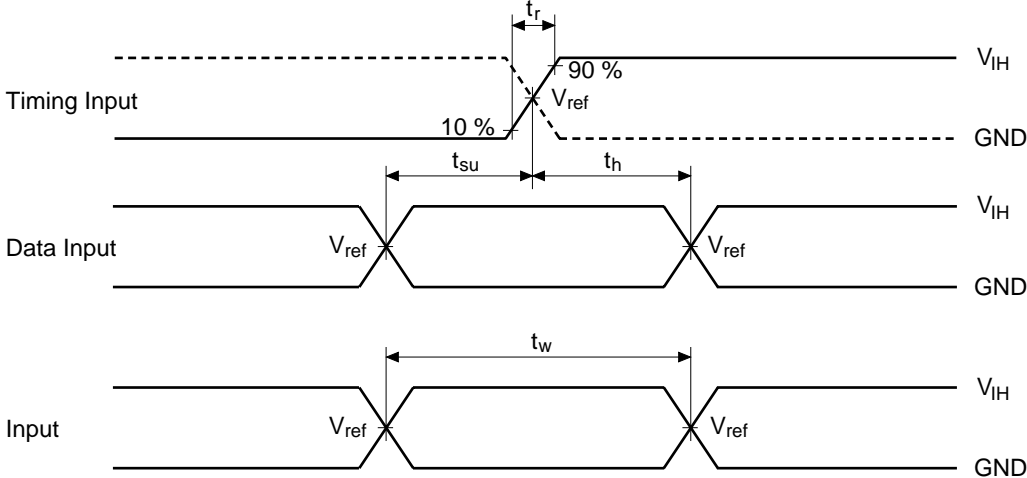 tr
VIH
90 %
Timing Input
Vref
10 %
GND
tsu
th
VIH
Data Input
Vref
Vref
GND
tw
VIH
Input
Vref
Vref
GND